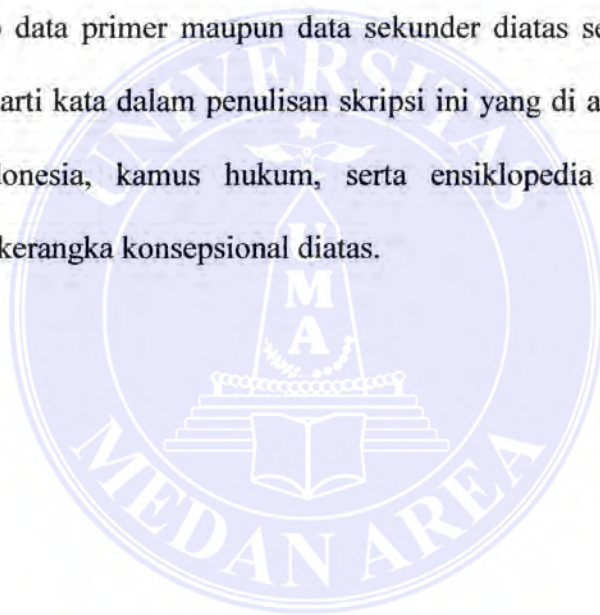 data primer maupun data sekunder diatas se
arti kata dalam penulisan skripsi ini yang di a
donesia, kamus hukum, serta ensiklopedia
kerangka konsepsional diatas.
UNIVERSITAS
U
M
A
MEDAN AREA